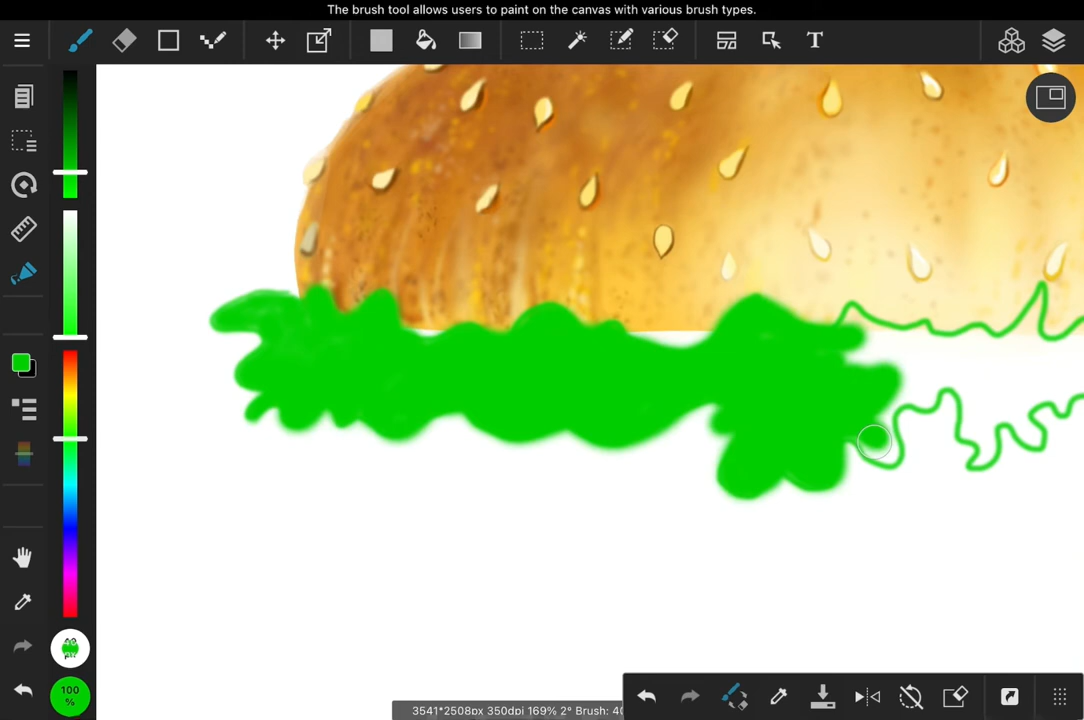 The brush tool allows users to paint on the canvas with various brush types.
T
100
%
3541*2508px 350dpi 169% 2° Brush: 40